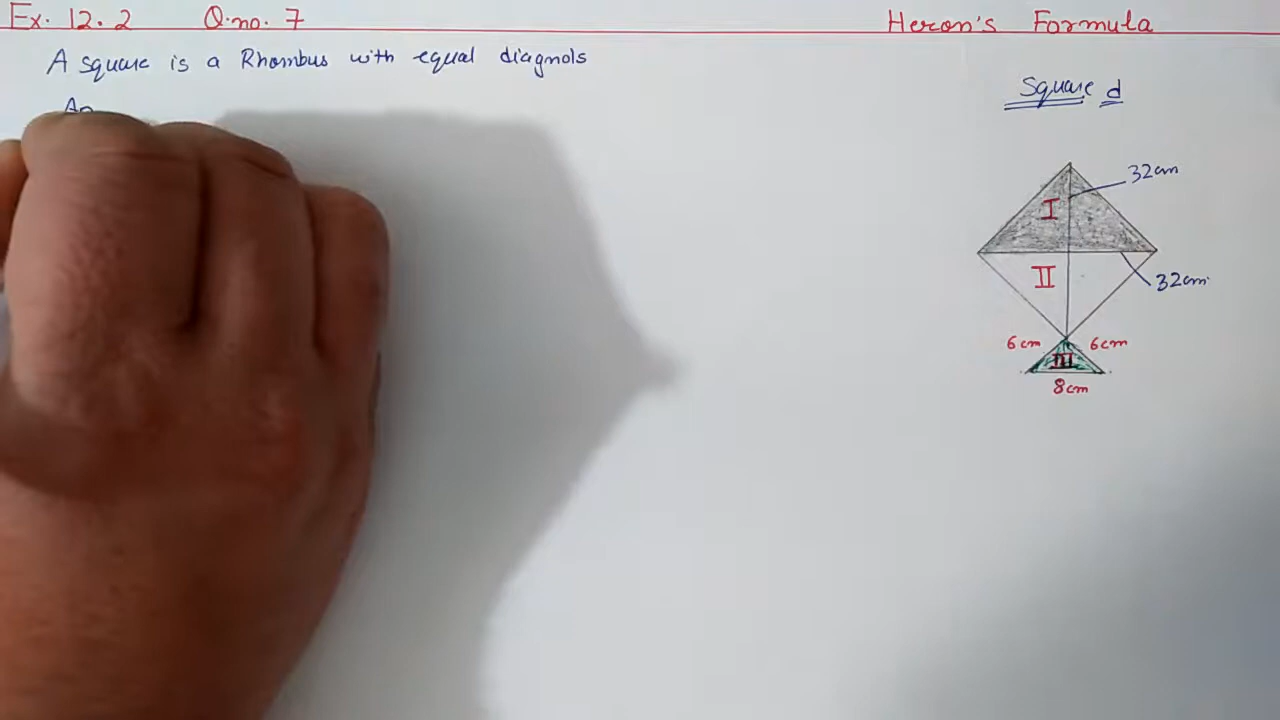 Ex. 12.2 Q.no. 7 Heron's Formula
A square is a Rhombus with equal diagnols
Square d
32cm
I
II
32cm
6cm 6cm
III
8cm